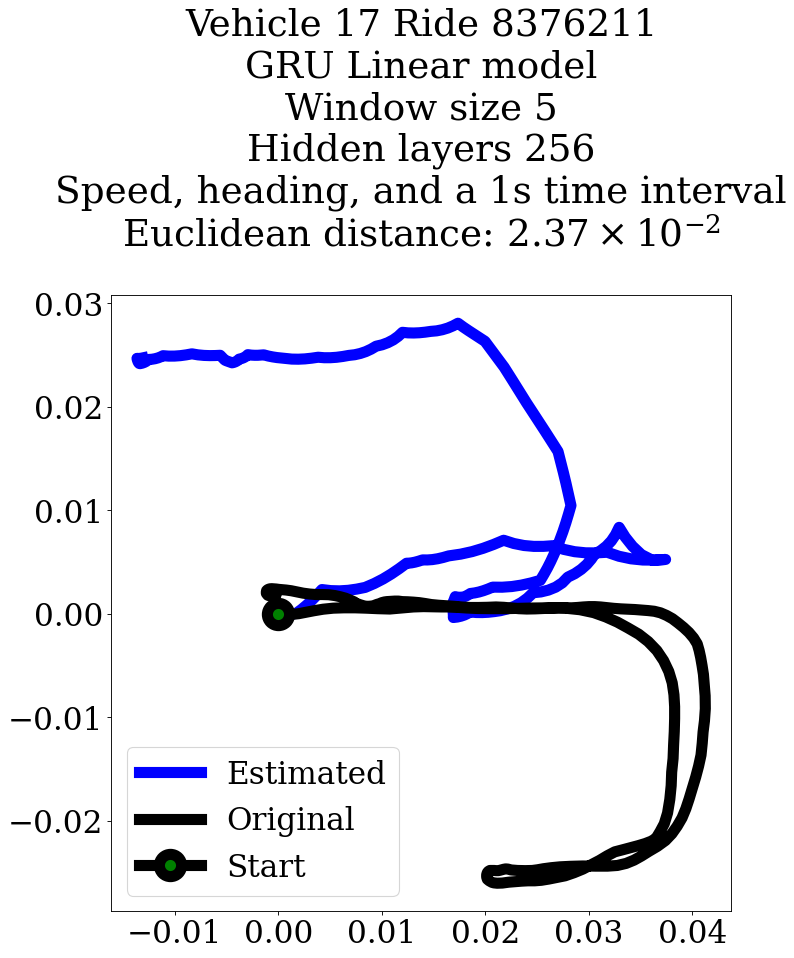 Vehicle 17 Ride 8376211
GRU Linear model
Window size 5
Hidden layers 256
Speed, heading, and a 1s time interval
Euclidean distance: 2.37 × 10⁻²
0.03
0.02
0.01
0.00
−0.01
−0.02
Estimated
Original
Start
−0.01 0.00 0.01 0.02 0.03 0.04